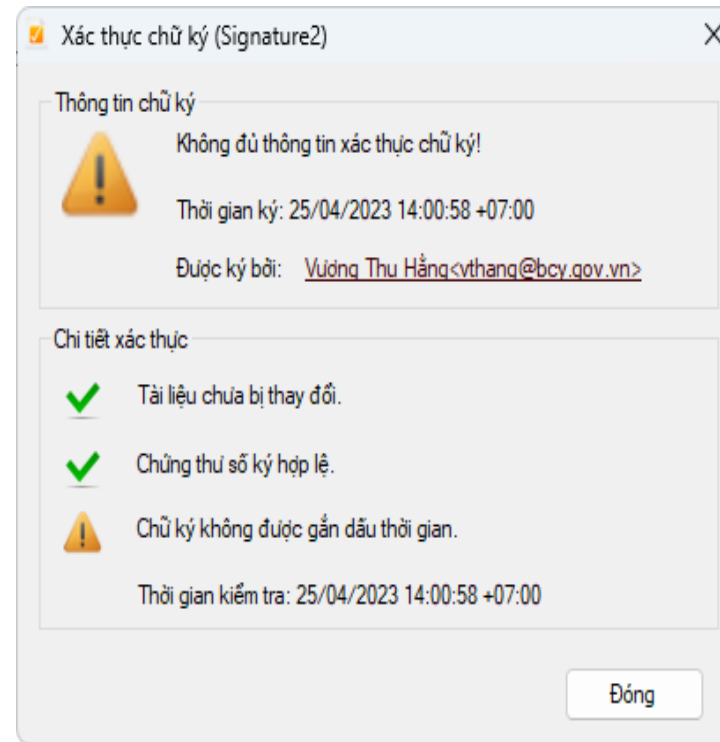 Xác thực chữ ký (Signature2)
Thông tin chữ ký
Không đủ thông tin xác thực chữ ký!
Thời gian ký: 25/04/2023 14:00:58 +07:00
Được ký bởi: Vương Thu Hằng<vthang@bcy.gov.vn>
Chi tiết xác thực
Tài liệu chưa bị thay đổi.
Chứng thư số ký hợp lệ.
Chữ ký không được gắn dấu thời gian.
Thời gian kiểm tra: 25/04/2023 14:00:58 +07:00
Đóng